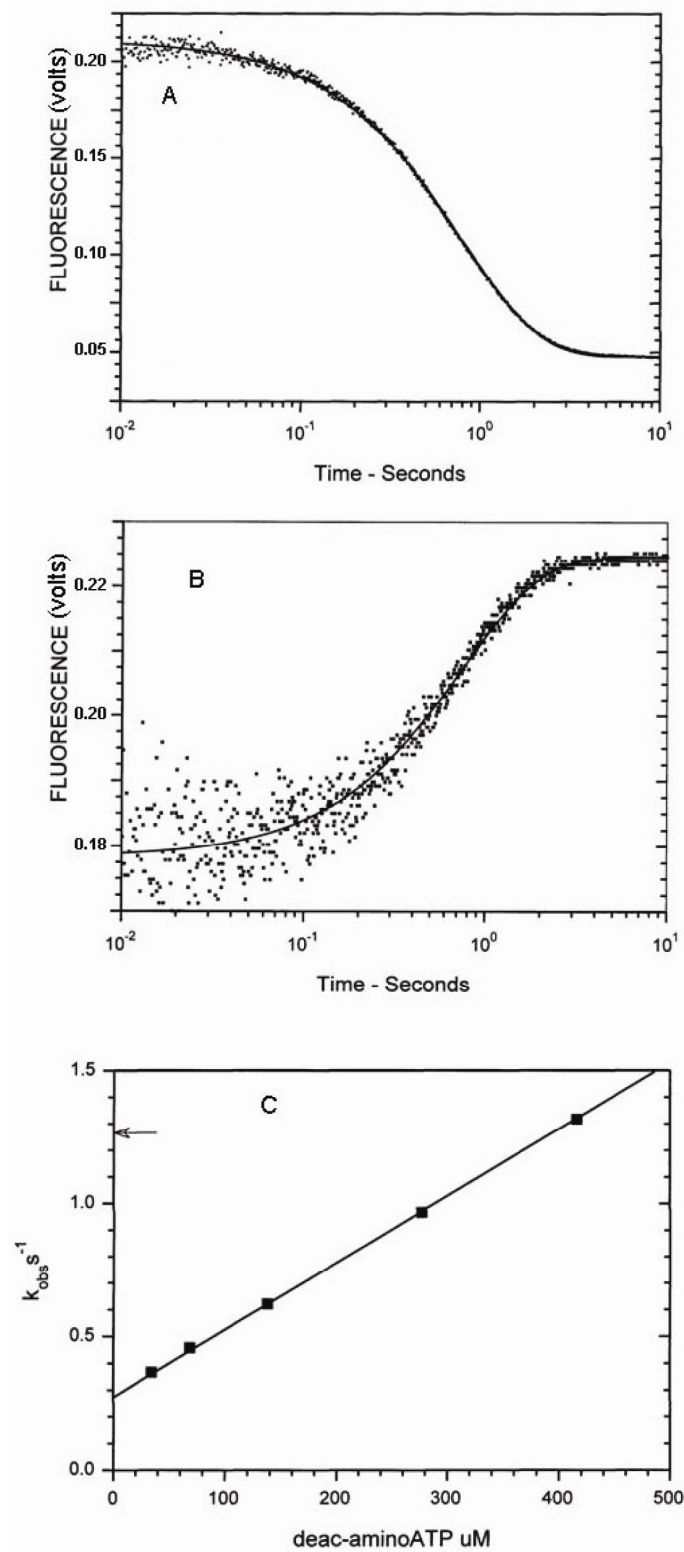 0.20
0.15
0.10
0.05
FLUORESCENCE (volts)
A
10-2
10-1
100
101
Time - Seconds
0.22
0.20
0.18
FLUORESCENCE (volts)
B
10-2
10-1
100
101
Time - Seconds
1.5
1.0
0.5
0.0
kobs s-1
C
0
100
200
300
400
500
deac-aminoATP uM